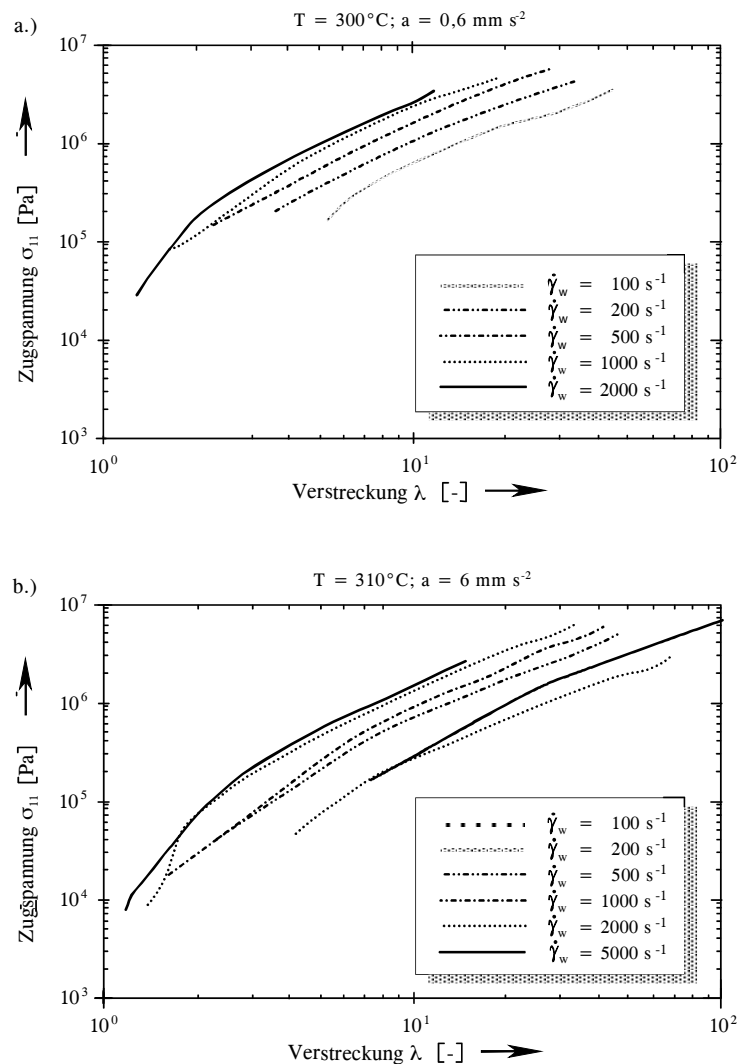 a.)
T = 300°C; a = 0,6 mm s⁻²
Zugspannung σ₁₁ [Pa]
10⁷
10⁶
10⁵
10⁴
10³
γ̇w = 100 s⁻¹
γ̇w = 200 s⁻¹
γ̇w = 500 s⁻¹
γ̇w = 1000 s⁻¹
γ̇w = 2000 s⁻¹
10⁰ 10¹ 10²
Verstreckung λ [-]
b.)
T = 310°C; a = 6 mm s⁻²
Zugspannung σ₁₁ [Pa]
10⁷
10⁶
10⁵
10⁴
10³
γ̇w = 100 s⁻¹
γ̇w = 200 s⁻¹
γ̇w = 500 s⁻¹
γ̇w = 1000 s⁻¹
γ̇w = 2000 s⁻¹
γ̇w = 5000 s⁻¹
10⁰ 10¹ 10²
Verstreckung λ [-]